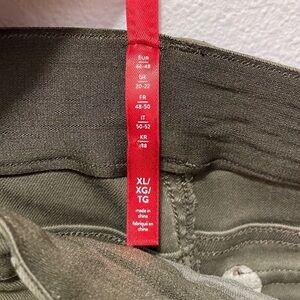 EUR
46-48
UK
20-22
FR
48-50
IT
50-52
KR
XL/
XG/
TG
made in
china
fabriqué en
chine